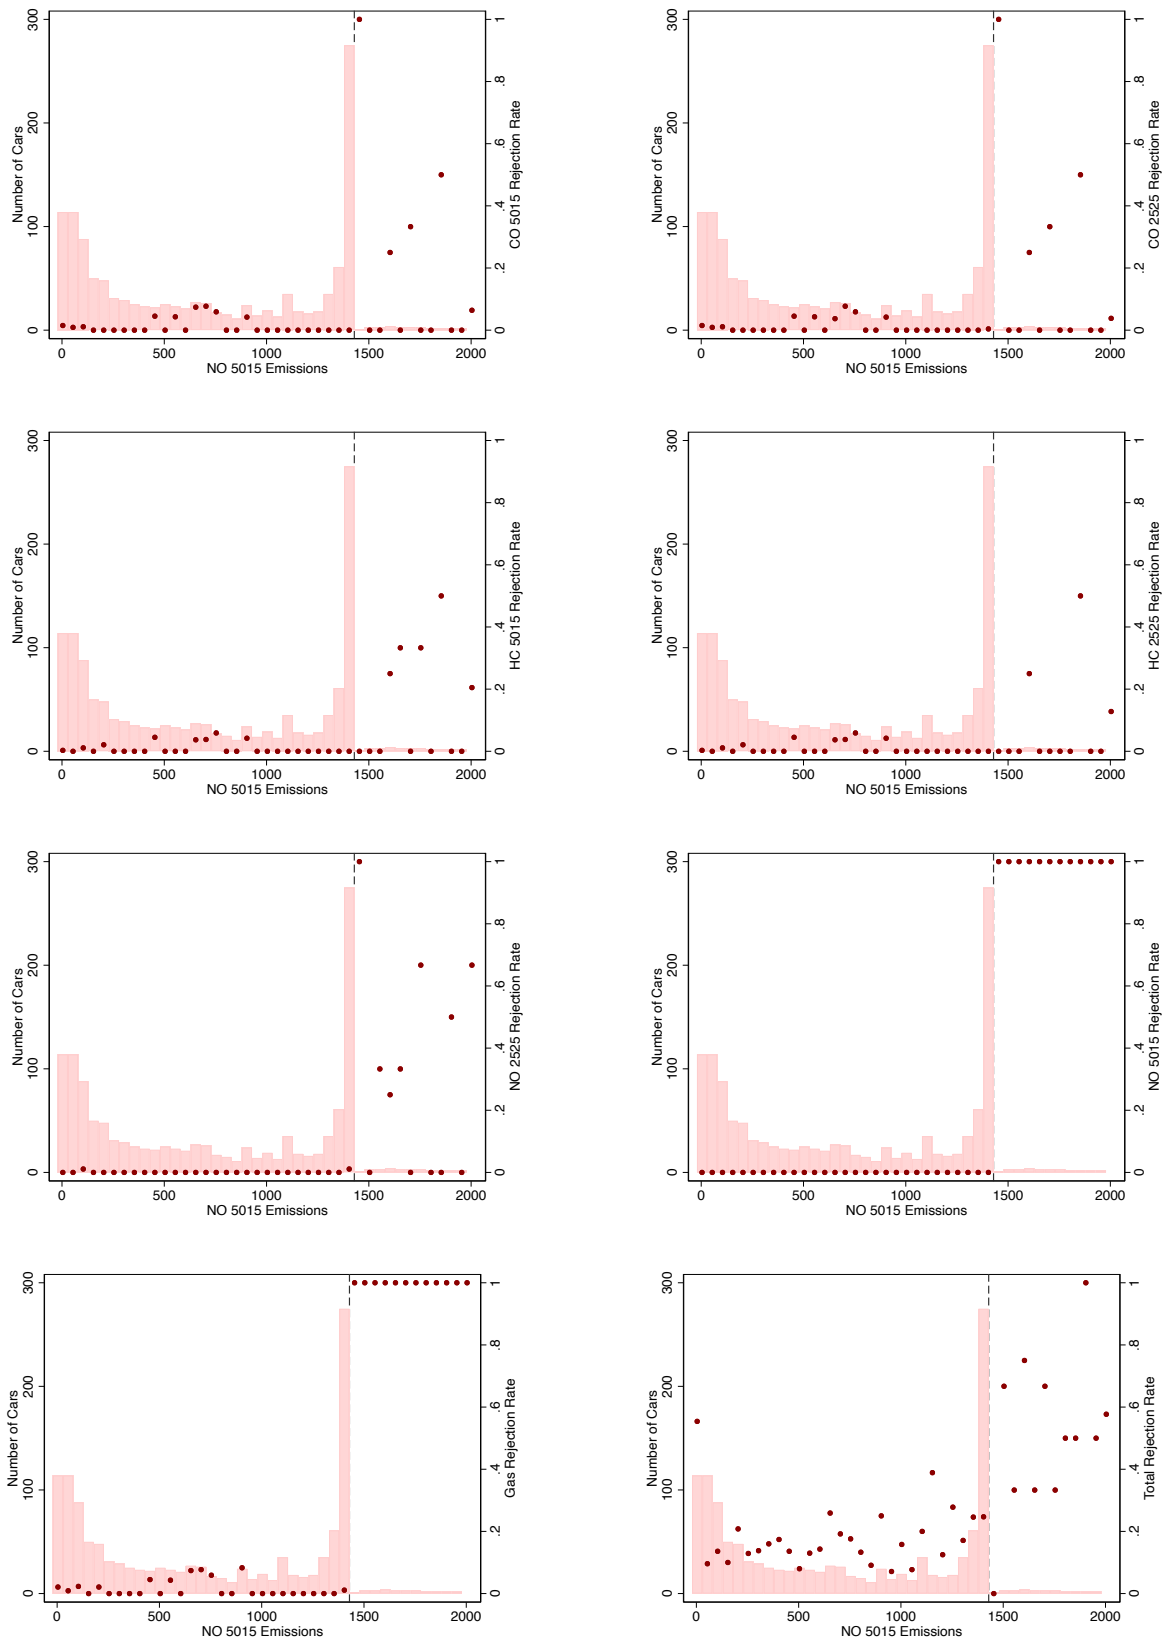 300
200
100
0
Number of Cars
1
.8
.6
.4
.2
0
CO 5015 Rejection Rate
0 500 1000 1500 2000
NO 5015 Emissions
300
200
100
0
Number of Cars
1
.8
.6
.4
.2
0
CO 2525 Rejection Rate
0 500 1000 1500 2000
NO 5015 Emissions
300
200
100
0
Number of Cars
1
.8
.6
.4
.2
0
HC 5015 Rejection Rate
0 500 1000 1500 2000
NO 5015 Emissions
300
200
100
0
Number of Cars
1
.8
.6
.4
.2
0
HC 2525 Rejection Rate
0 500 1000 1500 2000
NO 5015 Emissions
300
200
100
0
Number of Cars
1
.8
.6
.4
.2
0
NO 2525 Rejection Rate
0 500 1000 1500 2000
NO 5015 Emissions
300
200
100
0
Number of Cars
1
.8
.6
.4
.2
0
NO 5015 Rejection Rate
0 500 1000 1500 2000
NO 5015 Emissions
300
200
100
0
Number of Cars
1
.8
.6
.4
.2
0
Gas Rejection Rate
0 500 1000 1500 2000
NO 5015 Emissions
300
200
100
0
Number of Cars
1
.8
.6
.4
.2
0
Total Rejection Rate
0 500 1000 1500 2000
NO 5015 Emissions